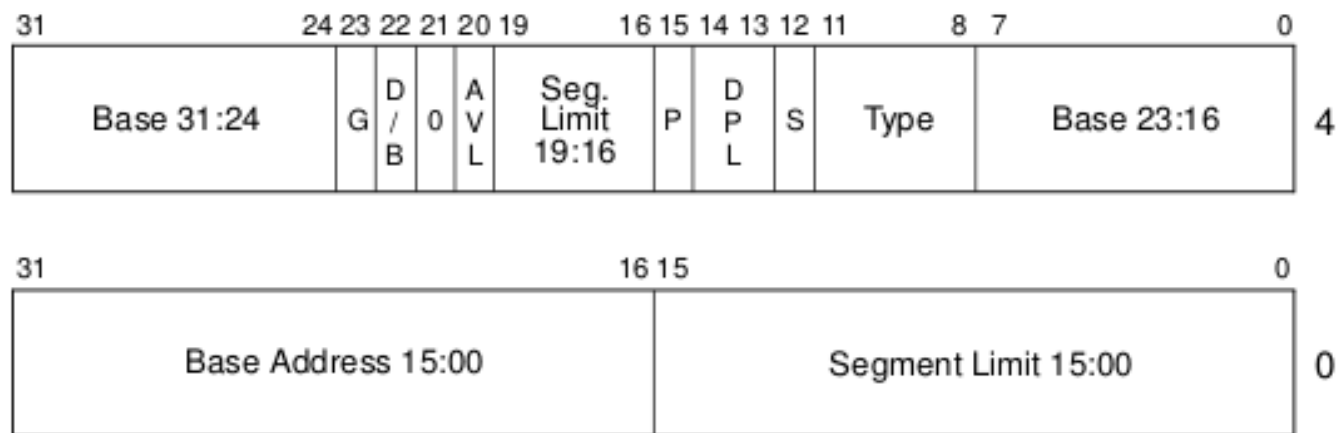 31 24 23 22 21 20 19 16 15 14 13 12 11 8 7 0
Base 31:24 G D/B 0 AVL Seg. Limit 19:16 P DPL S Type Base 23:16 4
31 16 15 0
Base Address 15:00 Segment Limit 15:00 0